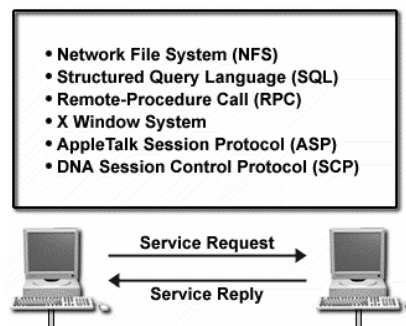 • Network File System (NFS)
• Structured Query Language (SQL)
• Remote-Procedure Call (RPC)
• X Window System
• AppleTalk Session Protocol (ASP)
• DNA Session Control Protocol (SCP)
Service Request
Service Reply